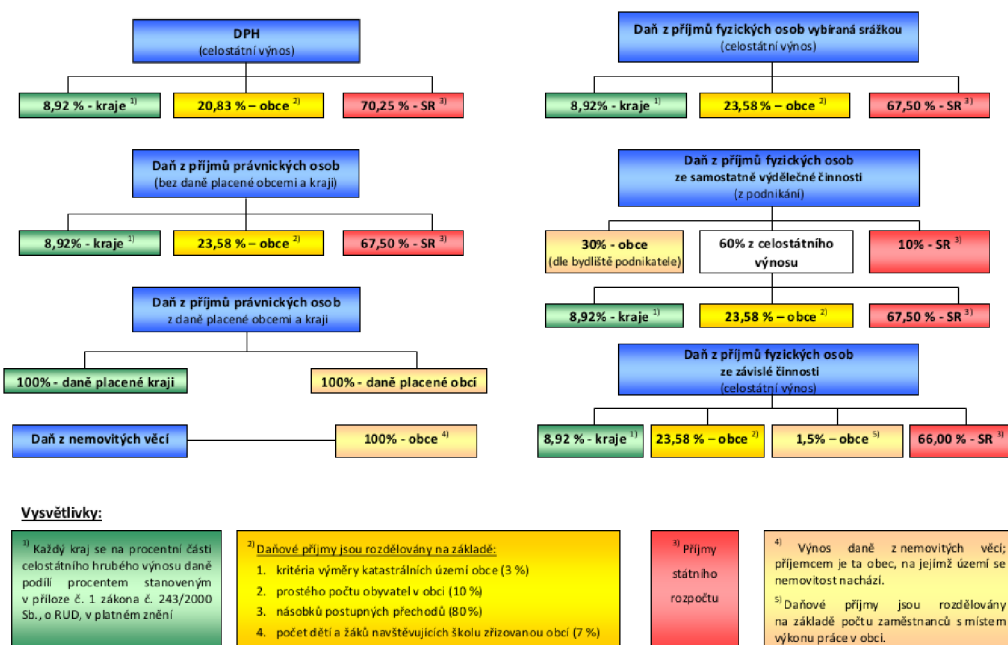 DPH
(celostátní výnos)
8,92 % - kraje 1)
20,83 % – obce 2)
70,25 % - SR 3)
Daň z příjmů právnických osob
(bez daně placené obcemi a kraji)
8,92% - kraje 1)
23,58 % – obce 2)
67,50 % - SR 3)
Daň z příjmů právnických osob
z daně placené obcemi a kraji)
100% - daně placené kraji
100% - daně placené obcí
Daň z nemovitých věcí
100% - obce 4)
Daň z příjmů fyzických osob vybíraná srážkou
(celostátní výnos)
8,92% - kraje 1)
23,58 % – obce 2)
67,50 % - SR 3)
Daň z příjmů fyzických osob
ze samostatně výdělečné činnosti
(z podnikání)
30% - obce
(dle bydliště podnikatele)
60% z celostátního
výnosu
10% - SR 3)
8,92% - kraje 1)
23,58 % – obce 2)
67,50 % - SR 3)
Daň z příjmů fyzických osob
ze závislé činnosti
(celostátní výnos)
8,92 % - kraje 1)
23,58 % – obce 2)
1,5% – obce 5)
66,00 % - SR 3)
Vysvětlivky:
1) Každý kraj se na procentní části
celostátního hrubého výnosu daně
podílí procentem stanoveným
v příloze č. 1 zákona č. 243/2000
Sb., o RUD, v platném znění
2) Daňové příjmy jsou rozdělovány na základě:
1. kritéria výměry katastrálních území obce (3 %)
2. prostého počtu obyvatel v obci (10 %)
3. násobků postupných přechodů (80 %)
4. počet dětí a žáků navštěvujících školu zřizovanou obcí (7 %)
3) Příjmy
státního
rozpočtu
4) Výnos daně z nemovitých věcí;
příjemcem je ta obec, na jejímž území se
nemovitost nachází.
5) Daňové příjmy jsou rozdělovány
na základě počtu zaměstnanců s místem
výkonu práce v obci.